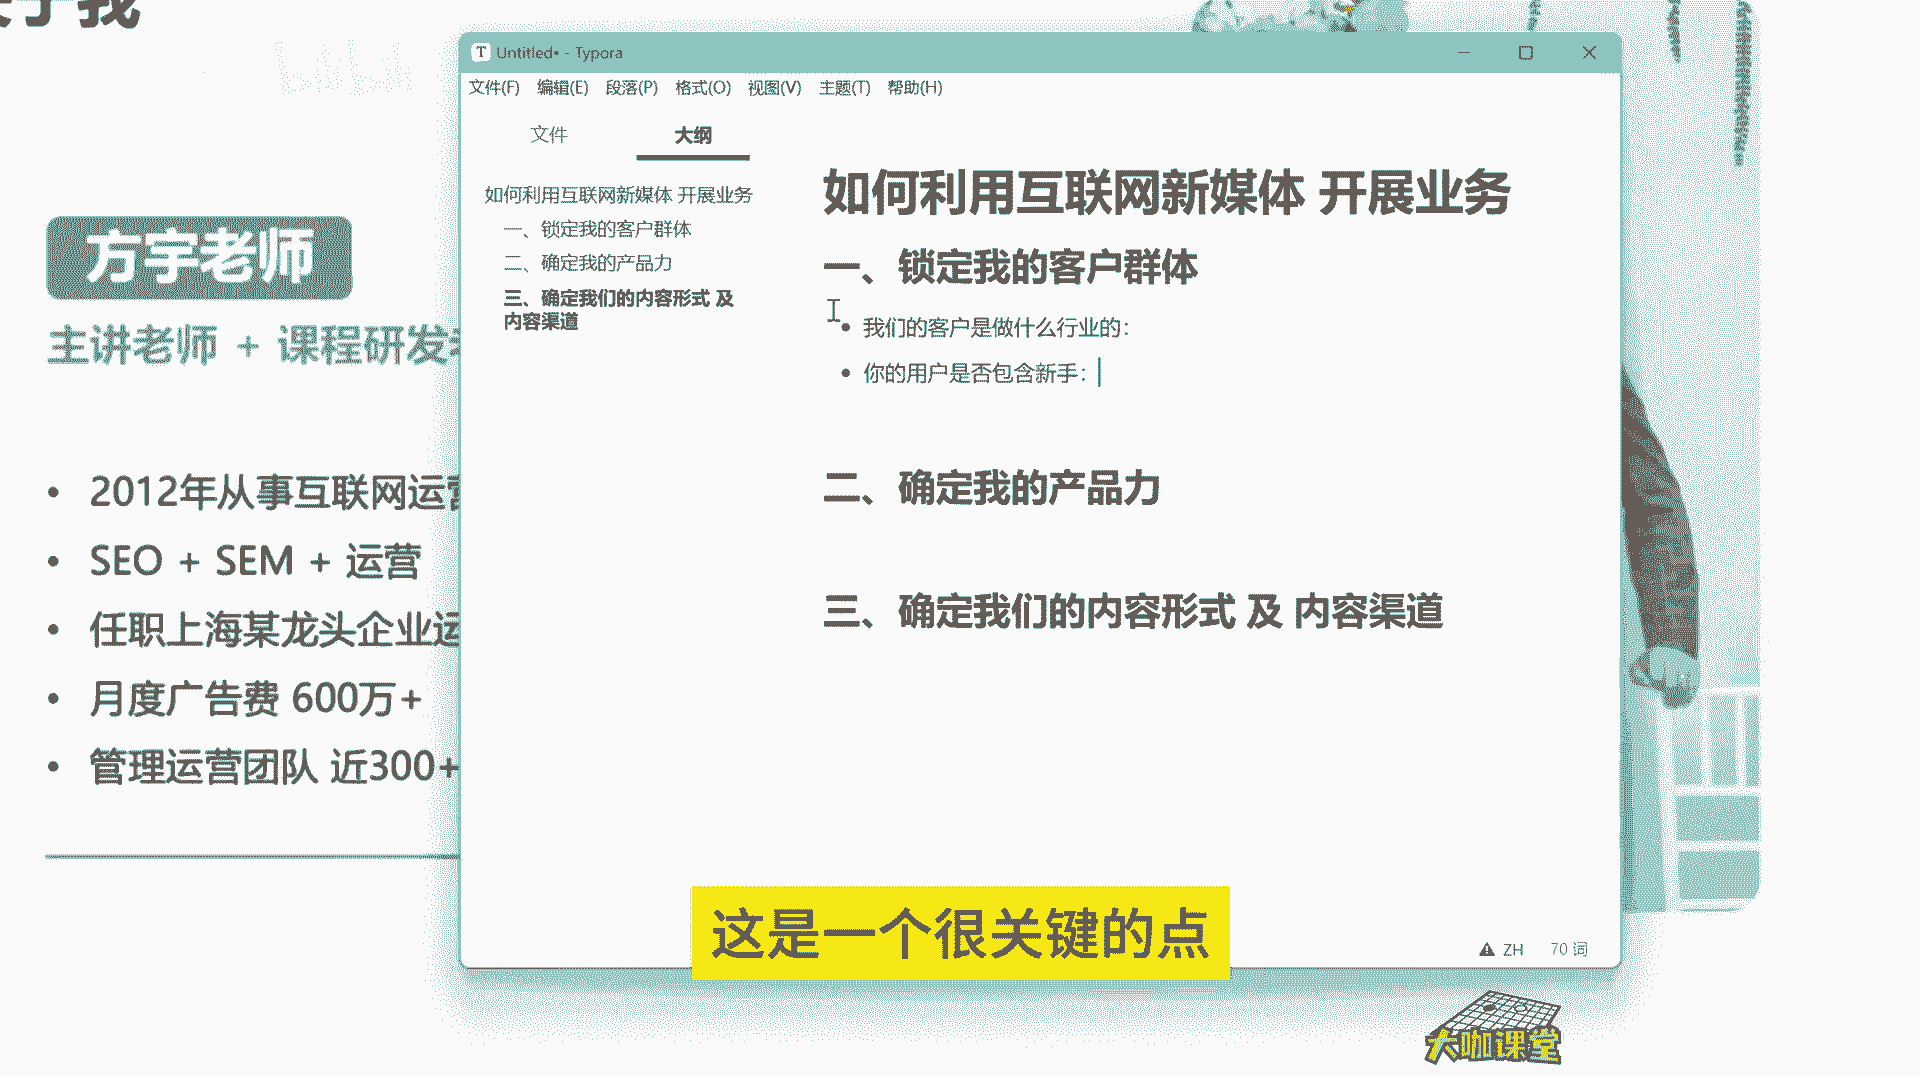 于我
bilibili
方宇老师
主讲老师 + 课程研发
• 2012年从事互联网运营
• SEO + SEM + 运营
• 任职上海某龙头企业运
• 月度广告费 600万+
• 管理运营团队 近300+
T Untitled• - Typora
文件(F) 编辑(E) 段落(P) 格式(O) 视图(V) 主题(T) 帮助(H)
文件 大纲
如何利用互联网新媒体 开展业务
一、锁定我的客户群体
二、确定我的产品力
三、确定我们的内容形式 及
内容渠道
如何利用互联网新媒体 开展业务
一、锁定我的客户群体
• 我们的客户是做什么行业的：
• 你的用户是否包含新手：
二、确定我的产品力
三、确定我们的内容形式 及 内容渠道
ZH 70 词
这是一个很关键的点
大咖课堂